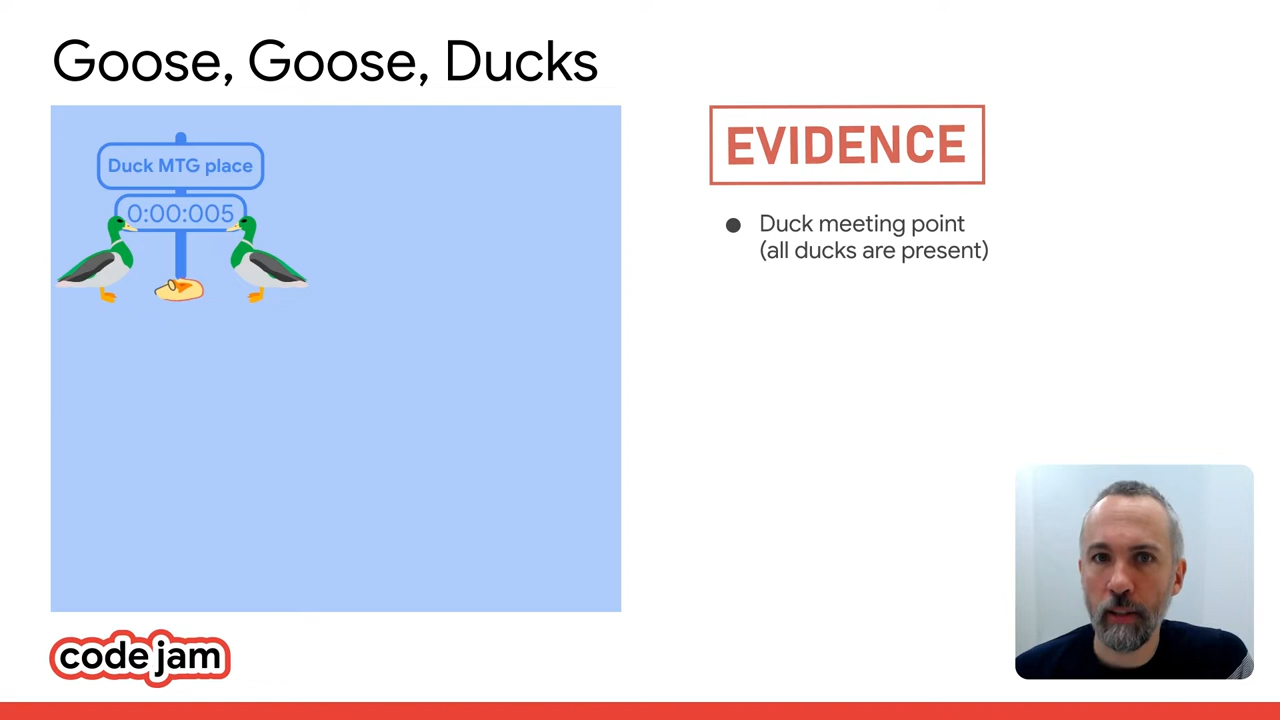 Goose, Goose, Ducks
Duck MTG place
0:00:005
EVIDENCE
Duck meeting point
(all ducks are present)
code jam